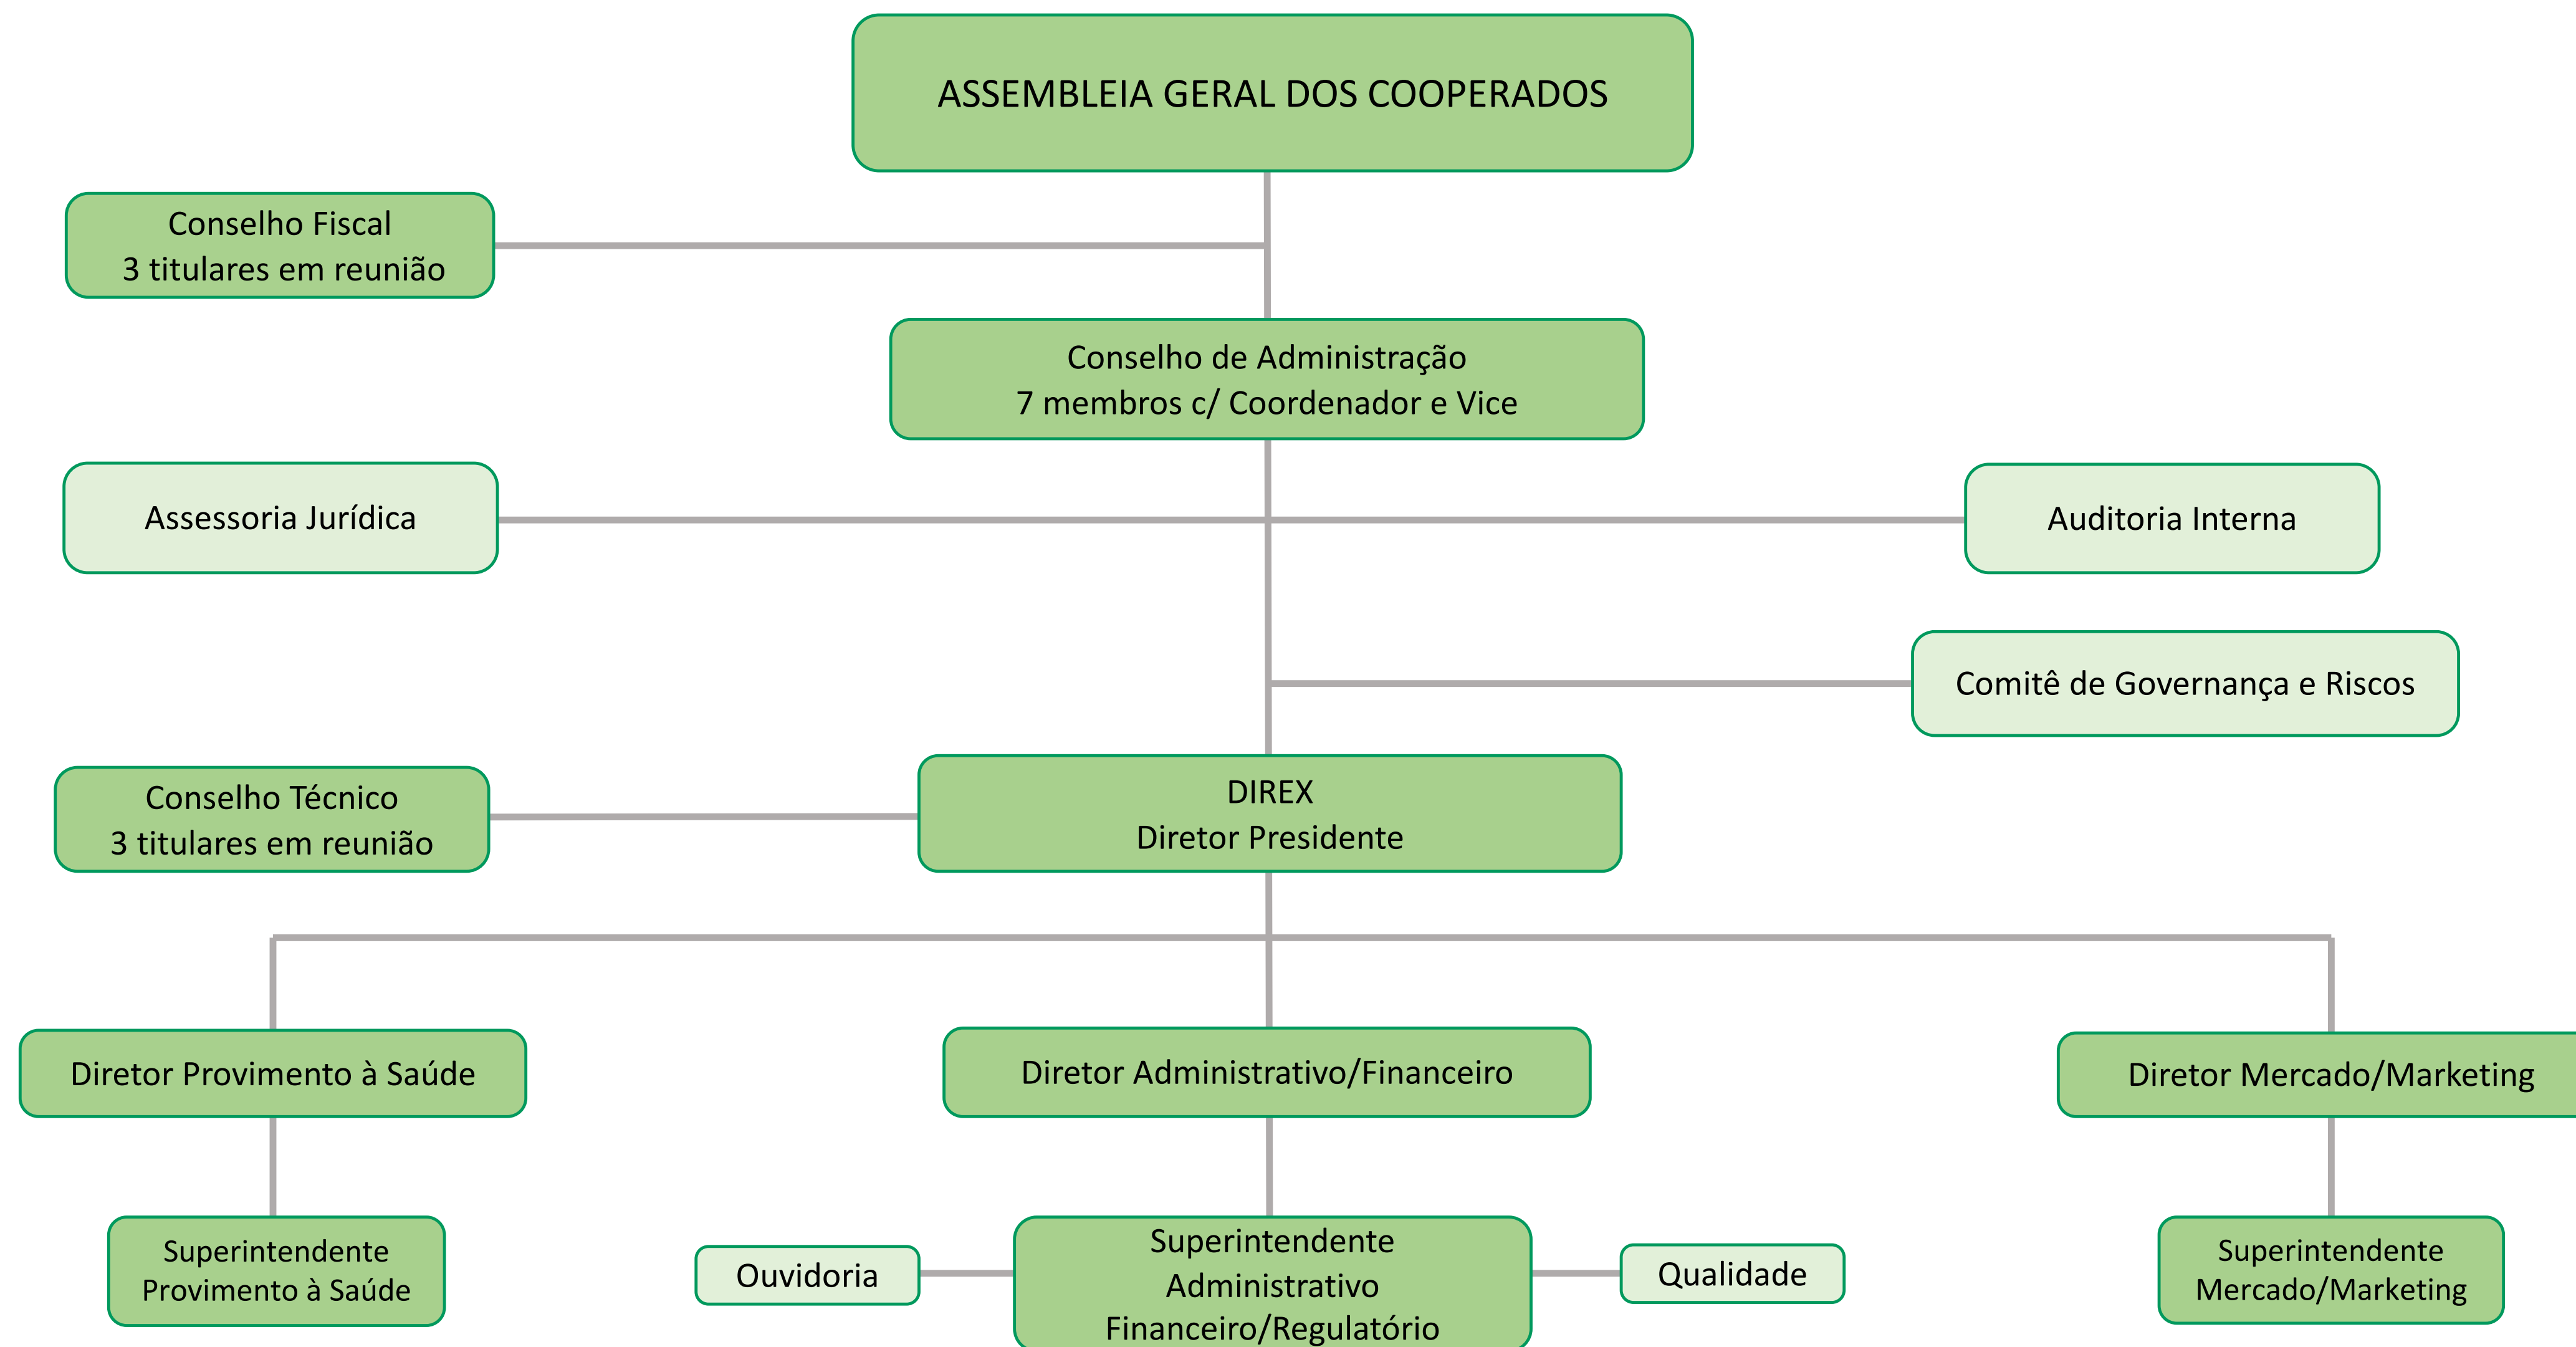 ASSEMBLEIA GERAL DOS COOPERADOS
Conselho Fiscal
3 titulares em reunião
Conselho de Administração
7 membros c/ Coordenador e Vice
Assessoria Jurídica
Auditoria Interna
Comitê de Governança e Riscos
Conselho Técnico
3 titulares em reunião
DIREX
Diretor Presidente
Diretor Provimento à Saúde
Diretor Administrativo/Financeiro
Diretor Mercado/Marketing
Superintendente
Provimento à Saúde
Ouvidoria
Superintendente
Administrativo
Financeiro/Regulatório
Qualidade
Superintendente
Mercado/Marketing